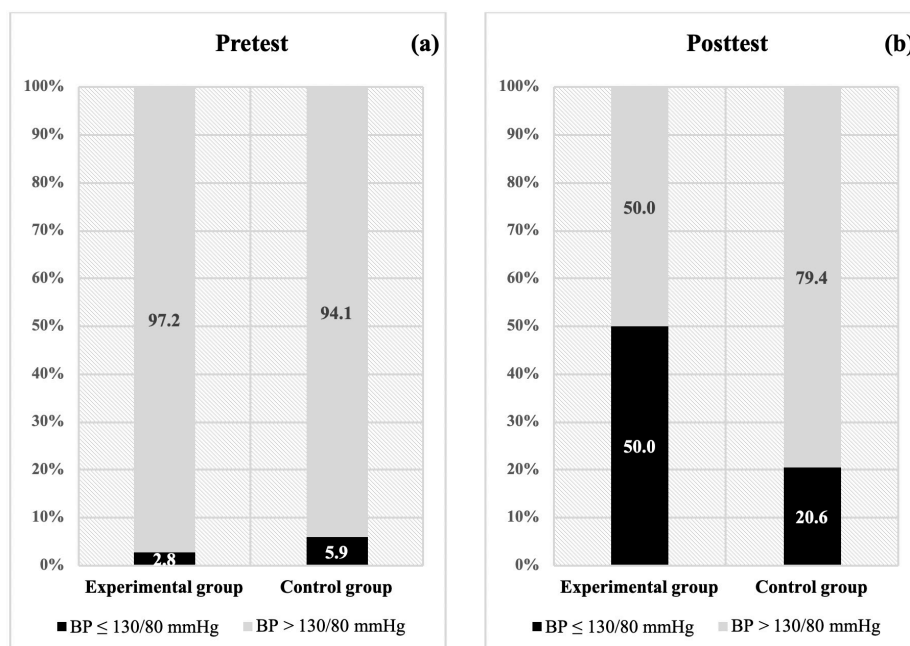 Pretest
(a)
100%
90%
80%
70%
60%
50%
40%
30%
20%
10%
0%
97.2
94.1
2.8
5.9
Experimental group
Control group
BP ≤ 130/80 mmHg
BP > 130/80 mmHg
Posttest
(b)
100%
90%
80%
70%
60%
50%
40%
30%
20%
10%
0%
50.0
79.4
50.0
20.6
Experimental group
Control group
BP ≤ 130/80 mmHg
BP > 130/80 mmHg